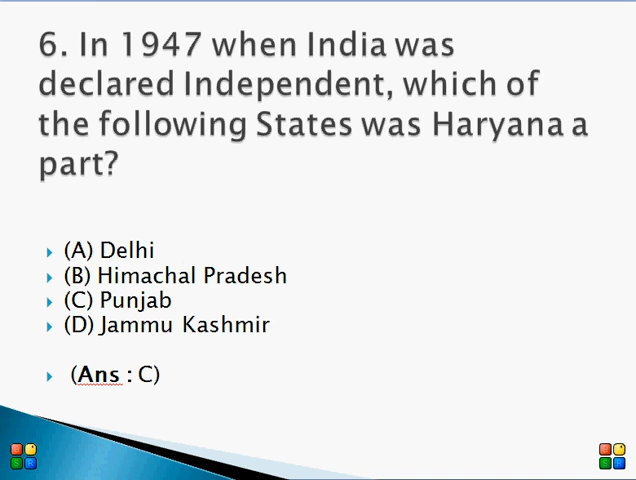 6. In 1947 when India was
declared Independent, which of
the following States was Haryana a
part?
(A) Delhi
(B) Himachal Pradesh
(C) Punjab
(D) Jammu Kashmir
(Ans : C)